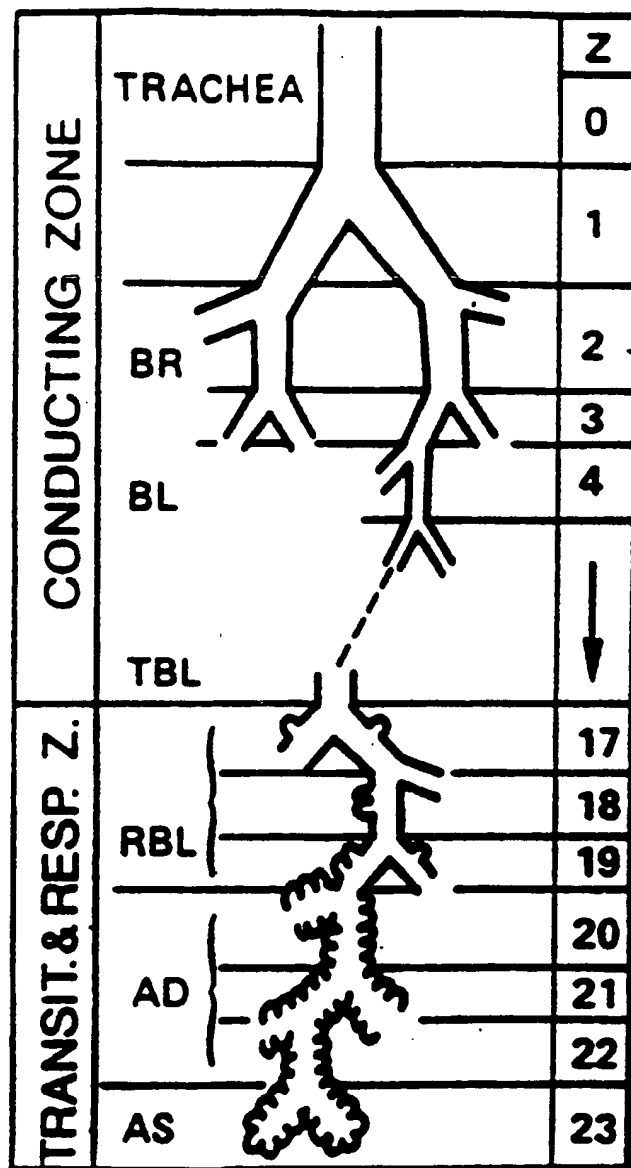 CONDUCTING ZONE
TRANSIT. & RESP. Z.
Z
TRACHEA
0
1
BR
2
3
BL
4
TBL
17
18
RBL
19
20
AD
21
22
AS
23